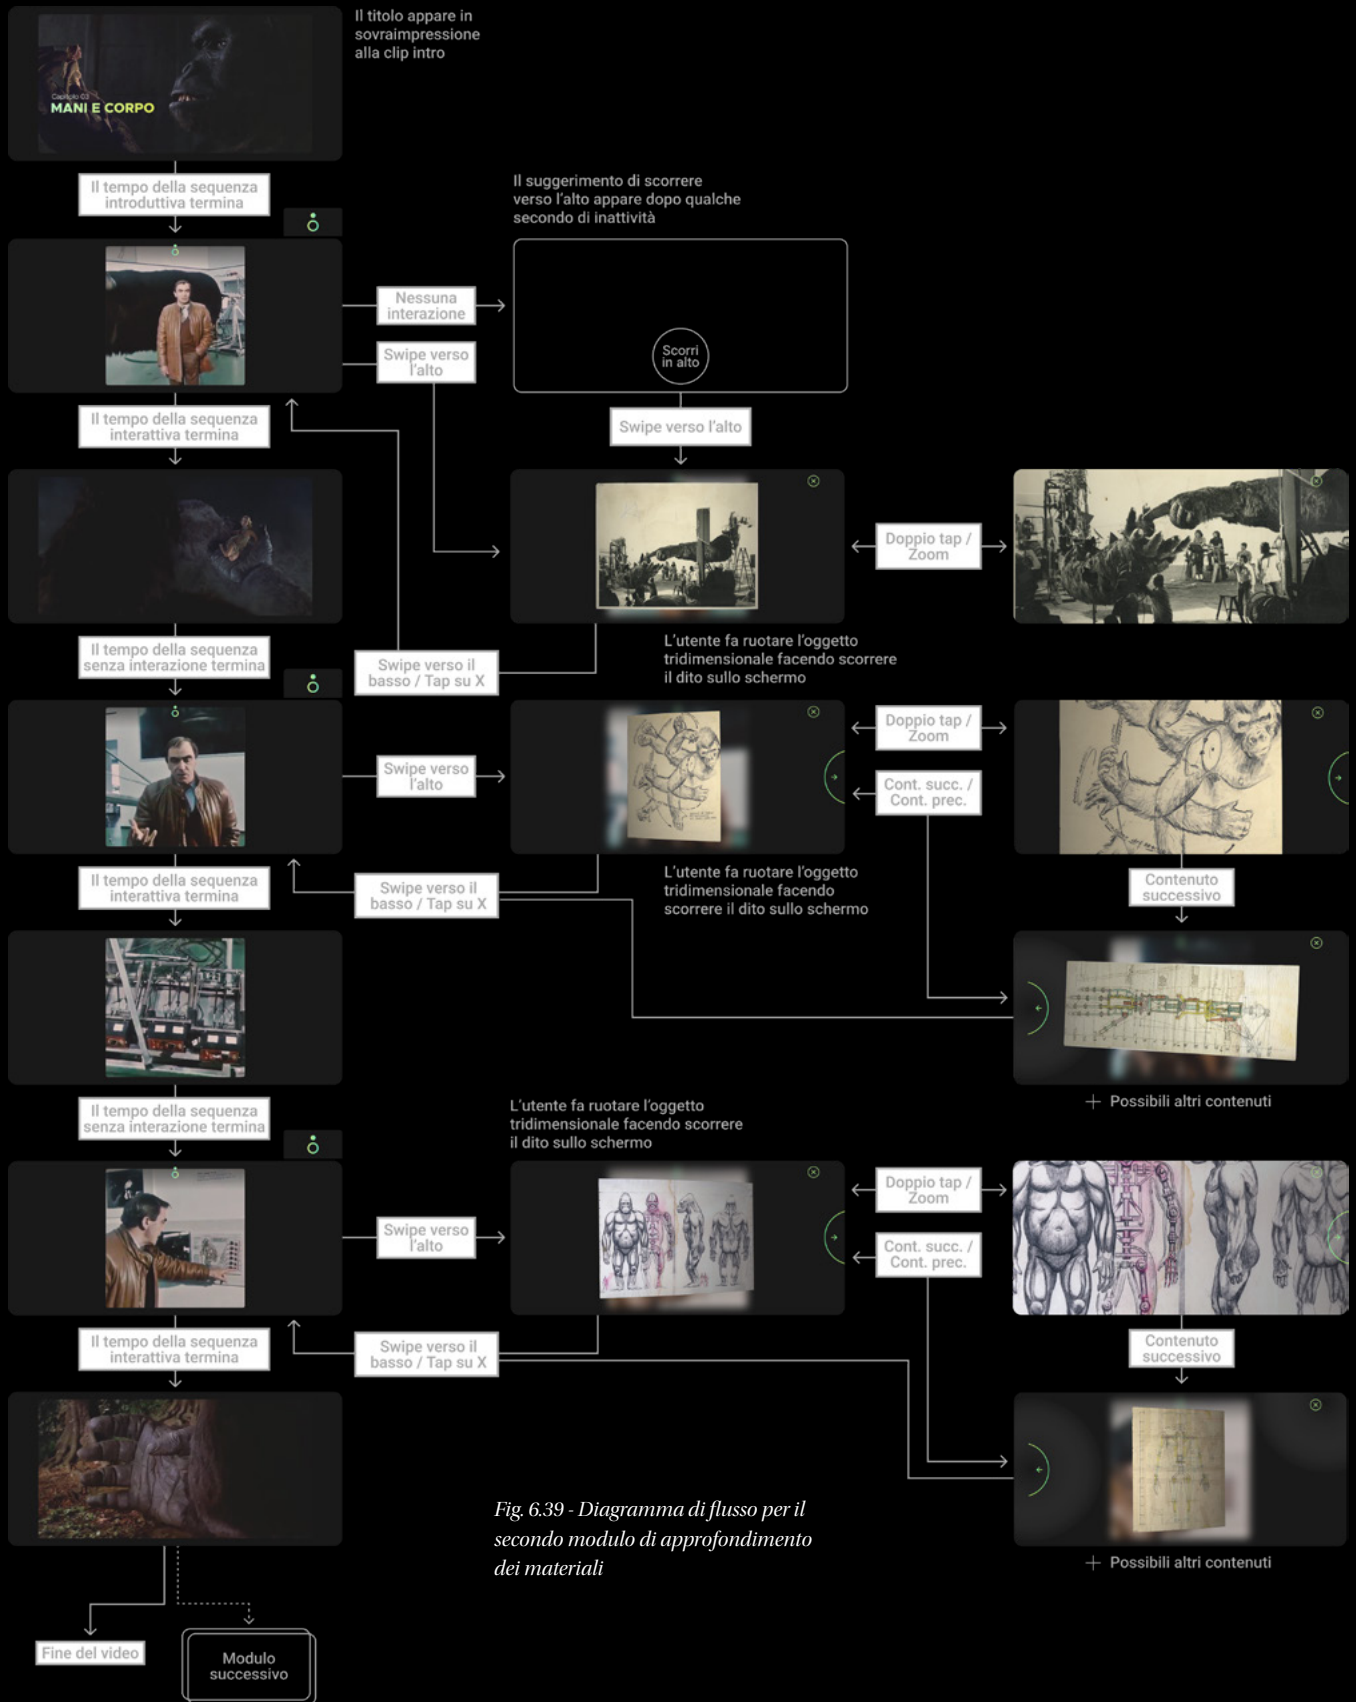 Il titolo appare in
sovraimpressione
alla clip intro
Capitolo 03
MANI E CORPO
Il tempo della sequenza
introduttiva termina
Il suggerimento di scorrere
verso l'alto appare dopo qualche
secondo di inattività
Nessuna
interazione
Swipe verso
l'alto
Scorri
in alto
Il tempo della sequenza
interattiva termina
Swipe verso l'alto
Doppio tap /
Zoom
Il tempo della sequenza
senza interazione termina
Swipe verso il
basso / Tap su X
L'utente fa ruotare l'oggetto
tridimensionale facendo scorrere
il dito sullo schermo
Swipe verso
l'alto
Doppio tap /
Zoom
Cont. succ. /
Cont. prec.
Il tempo della sequenza
interattiva termina
Swipe verso il
basso / Tap su X
L'utente fa ruotare l'oggetto
tridimensionale facendo
scorrere il dito sullo schermo
Contenuto
successivo
Possibili altri contenuti
Il tempo della sequenza
senza interazione termina
L'utente fa ruotare l'oggetto
tridimensionale facendo scorrere
il dito sullo schermo
Swipe verso
l'alto
Doppio tap /
Zoom
Cont. succ. /
Cont. prec.
Il tempo della sequenza
interattiva termina
Swipe verso il
basso / Tap su X
Contenuto
successivo
Fig. 6.39 - Diagramma di flusso per il
secondo modulo di approfondimento
dei materiali
Possibili altri contenuti
Fine del video
Modulo
successivo